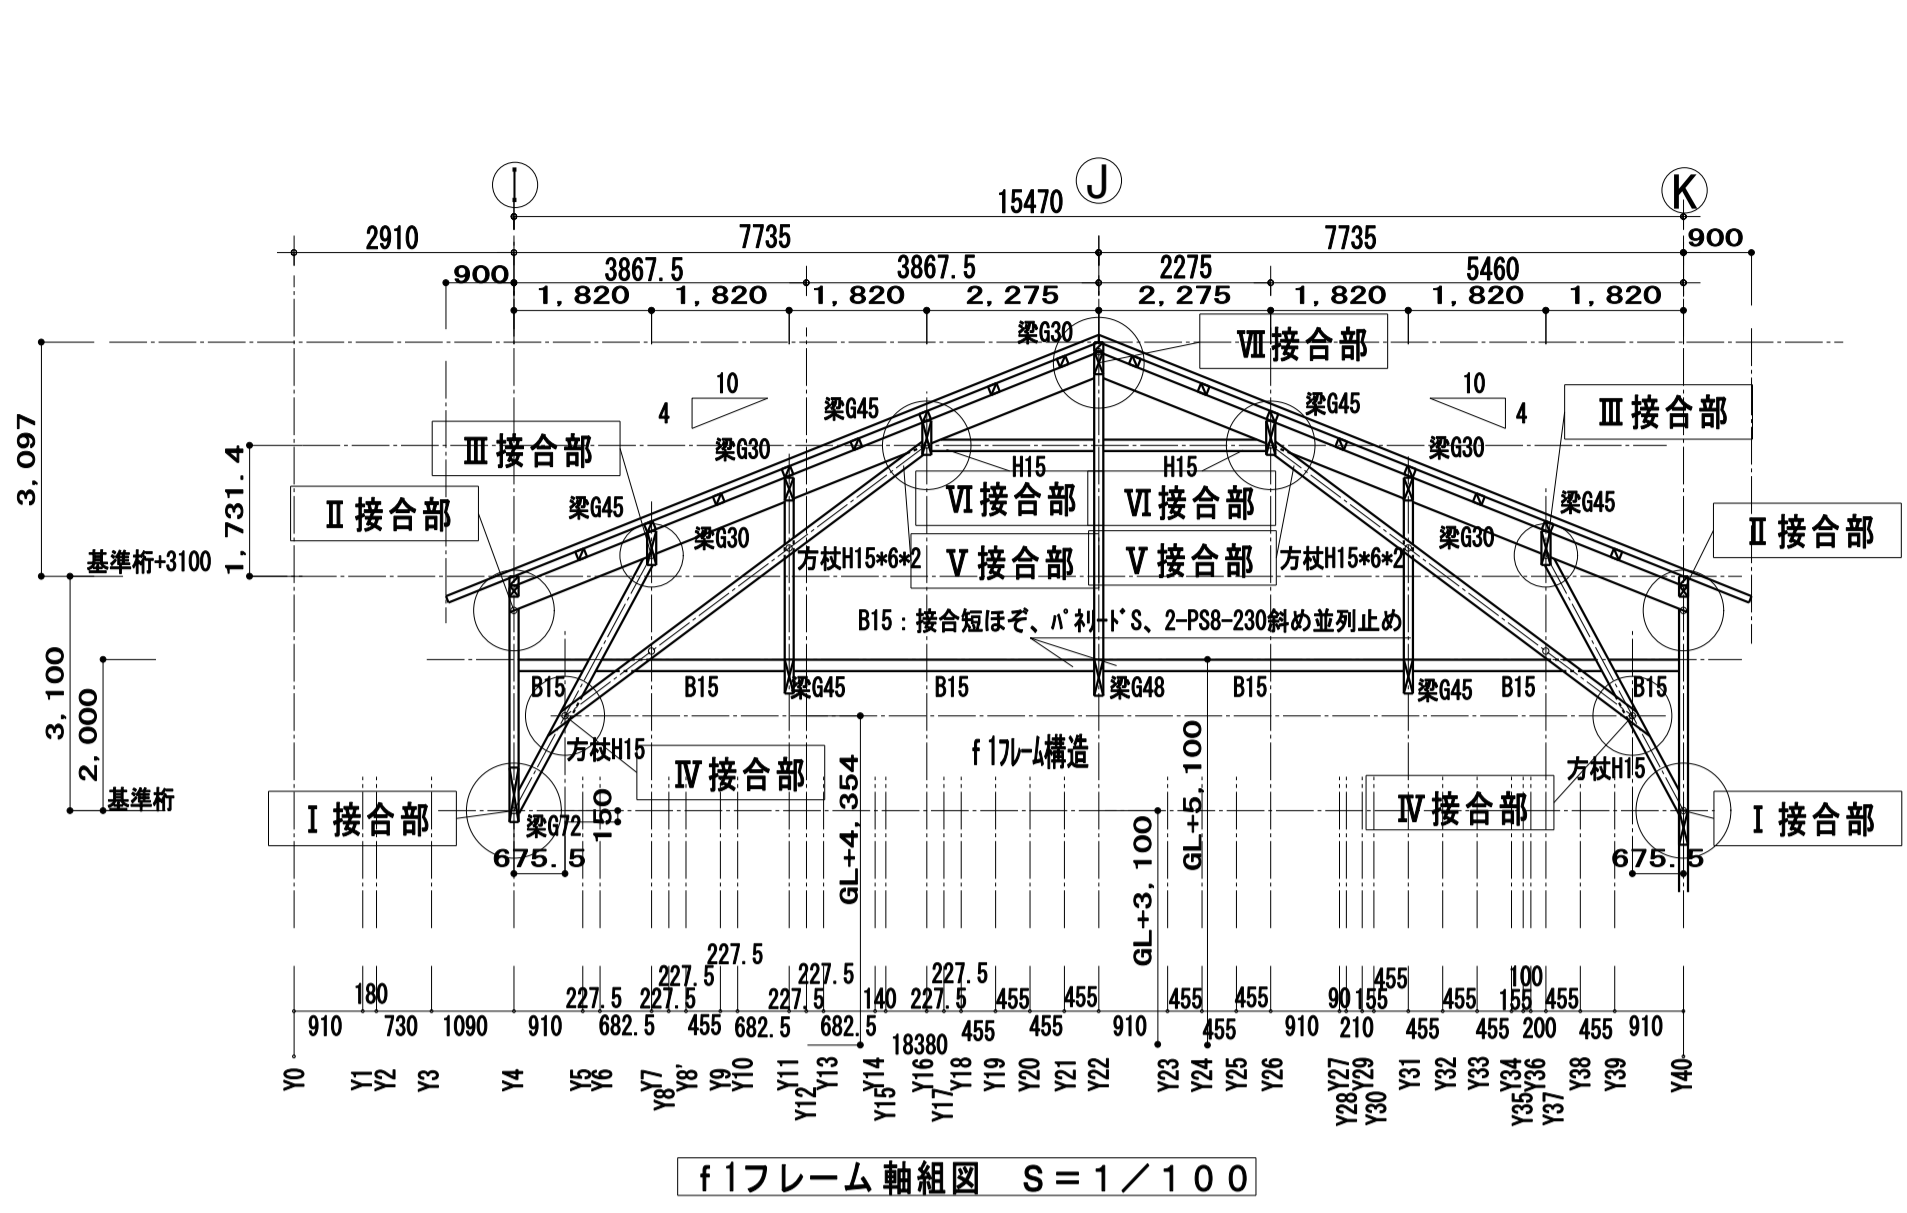 I
J
K
15470
2910
7735
7735
900
900
3867.5
3867.5
2275
5460
1,820
1,820
1,820
2,275
2,275
1,820
1,820
1,820
梁G30
Ⅶ接合部
10
4
10
4
梁G45
梁G45
Ⅲ接合部
Ⅲ接合部
梁G30
梁G30
3,097
1,731.4
H15
H15
Ⅱ接合部
梁G45
梁G45
Ⅵ接合部
Ⅵ接合部
Ⅱ接合部
梁G30
梁G30
基準桁+3100
方杖H15*6*2
Ⅴ接合部
Ⅴ接合部
方杖H15*6*2
B15：接合短ほぞ、ﾊﾟﾈﾘｰﾄﾞS、2-PS8-230斜め並列止め
3,100
2,000
B15
B15
梁G45
B15
梁G48
B15
梁G45
B15
B15
方杖H15
Ⅳ接合部
f1ﾌﾚｰﾑ構造
方杖H15
Ⅳ接合部
基準桁
Ⅰ接合部
梁G72
150
Ⅰ接合部
675.5
675.5
GL+4,354
GL+3,100
GL+5,100
227.5
227.5
227.5
227.5
455
100
180
227.5
227.5
227.5
140
227.5
455
455
455
455
90
155
455
155
455
910
730
1090
910
682.5
455
682.5
682.5
455
455
910
455
910
210
455
455
200
455
910
18380
Y0
Y1
Y2
Y3
Y4
Y5
Y6
Y7
Y8
Y8'
Y9
Y10
Y11
Y12
Y13
Y14
Y15
Y16
Y17
Y18
Y19
Y20
Y21
Y22
Y23
Y24
Y25
Y26
Y27
Y28
Y29
Y30
Y31
Y32
Y33
Y34
Y35
Y36
Y37
Y38
Y39
Y40
f1フレーム軸組図　S＝1／100